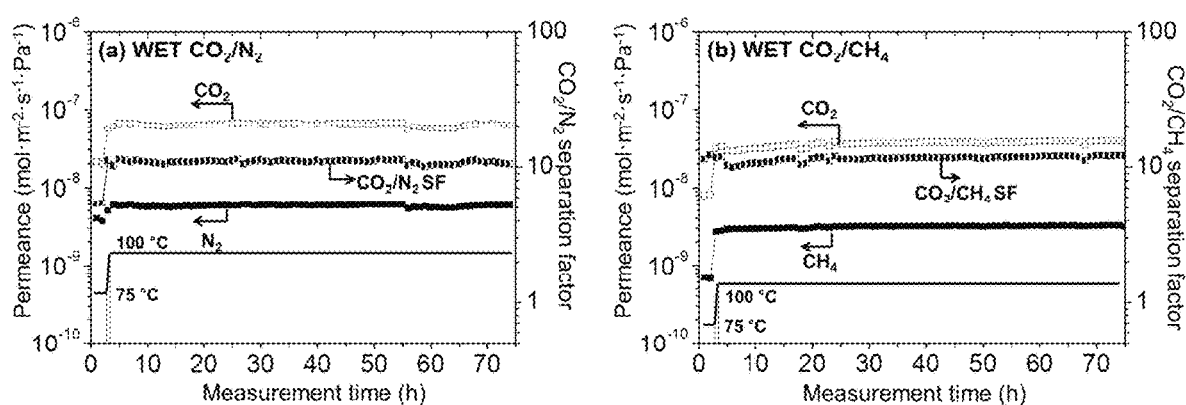 (a) WET CO₂/N₂
Permeance (mol·m⁻²·s⁻¹·Pa⁻¹)
10⁻⁶
10⁻⁷
10⁻⁸
10⁻⁹
10⁻¹⁰
CO₂
CO₂/N₂ SF
N₂
100 °C
75 °C
100
10
1
CO₂/N₂ separation factor
0 10 20 30 40 50 60 70
Measurement time (h)
(b) WET CO₂/CH₄
Permeance (mol·m⁻²·s⁻¹·Pa⁻¹)
10⁻⁶
10⁻⁷
10⁻⁸
10⁻⁹
10⁻¹⁰
CO₂
CO₂/CH₄ SF
CH₄
100 °C
75 °C
100
10
1
CO₂/CH₄ separation factor
0 10 20 30 40 50 60 70
Measurement time (h)